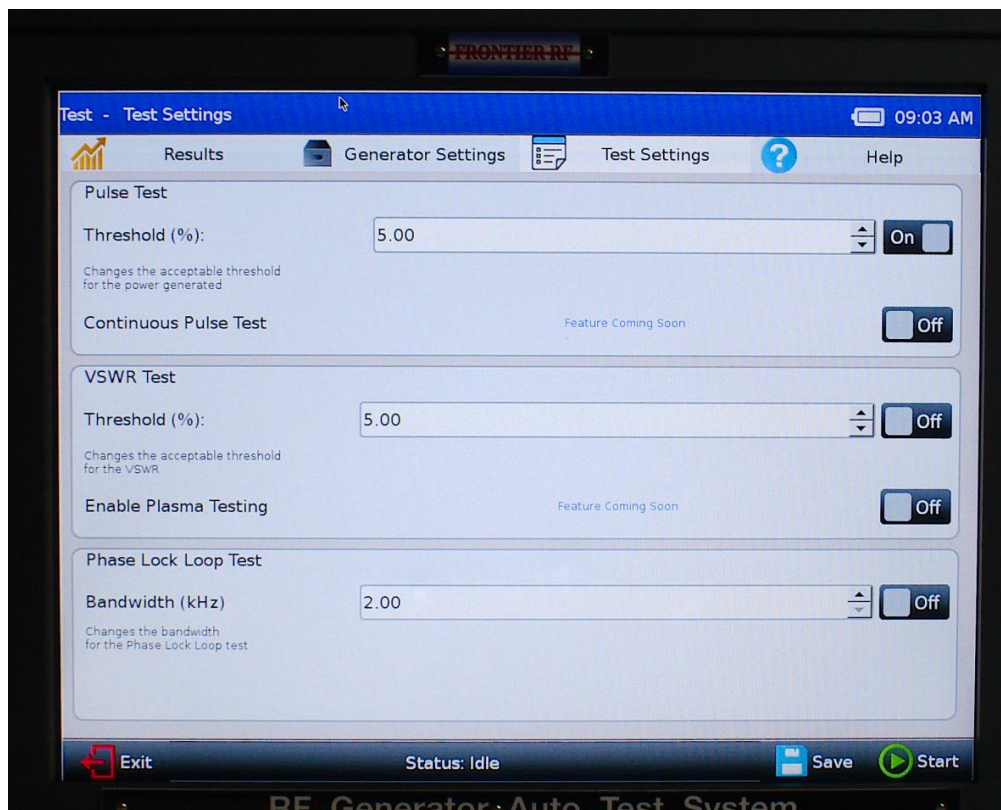 FRONTIER RF
Test - Test Settings 09:03 AM
Results Generator Settings Test Settings ? Help
Pulse Test
Threshold (%): 5.00 On
Changes the acceptable threshold
for the power generated
Continuous Pulse Test Feature Coming Soon Off
VSWR Test
Threshold (%): 5.00 Off
Changes the acceptable threshold
for the VSWR
Enable Plasma Testing Feature Coming Soon Off
Phase Lock Loop Test
Bandwidth (kHz) 2.00 Off
Changes the bandwidth
for the Phase Lock Loop test
Exit Status: Idle Save Start
RF Generator Auto Test System